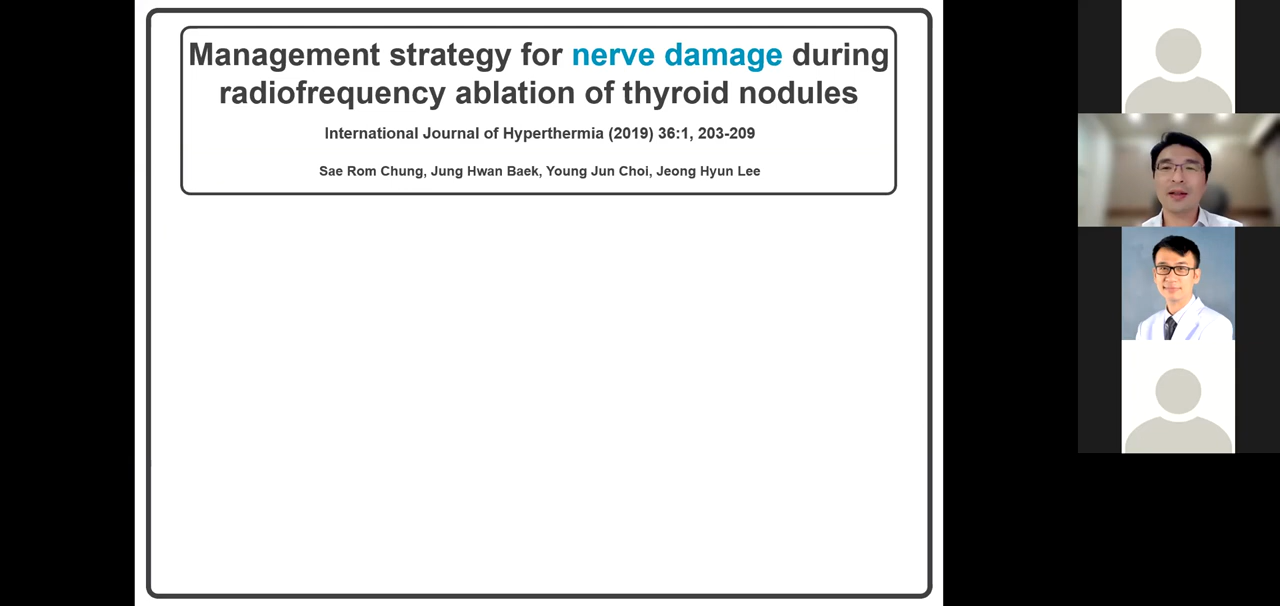 Management strategy for nerve damage during
radiofrequency ablation of thyroid nodules
International Journal of Hyperthermia (2019) 36:1, 203-209
Sae Rom Chung, Jung Hwan Baek, Young Jun Choi, Jeong Hyun Lee